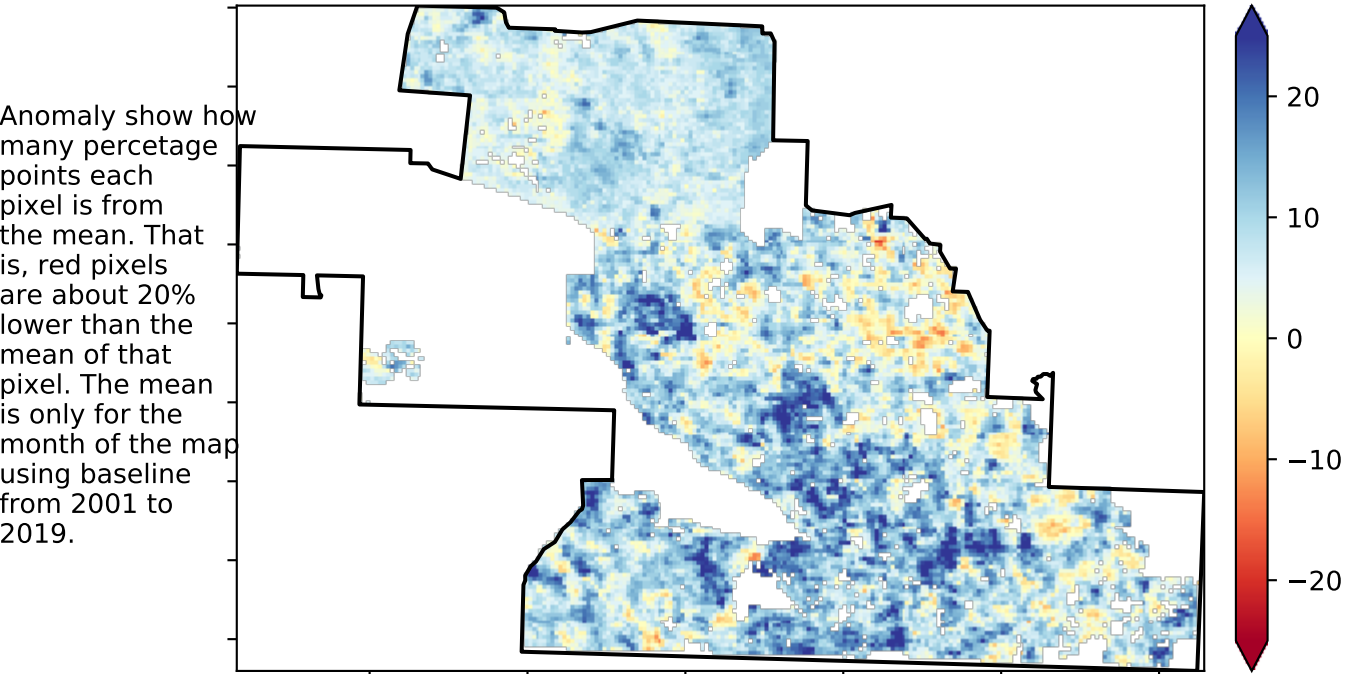 Anomaly show how
many percetage
points each
pixel is from
the mean. That
is, red pixels
are about 20%
lower than the
mean of that
pixel. The mean
is only for the
month of the map
using baseline
from 2001 to
2019.
20
10
0
−10
−20